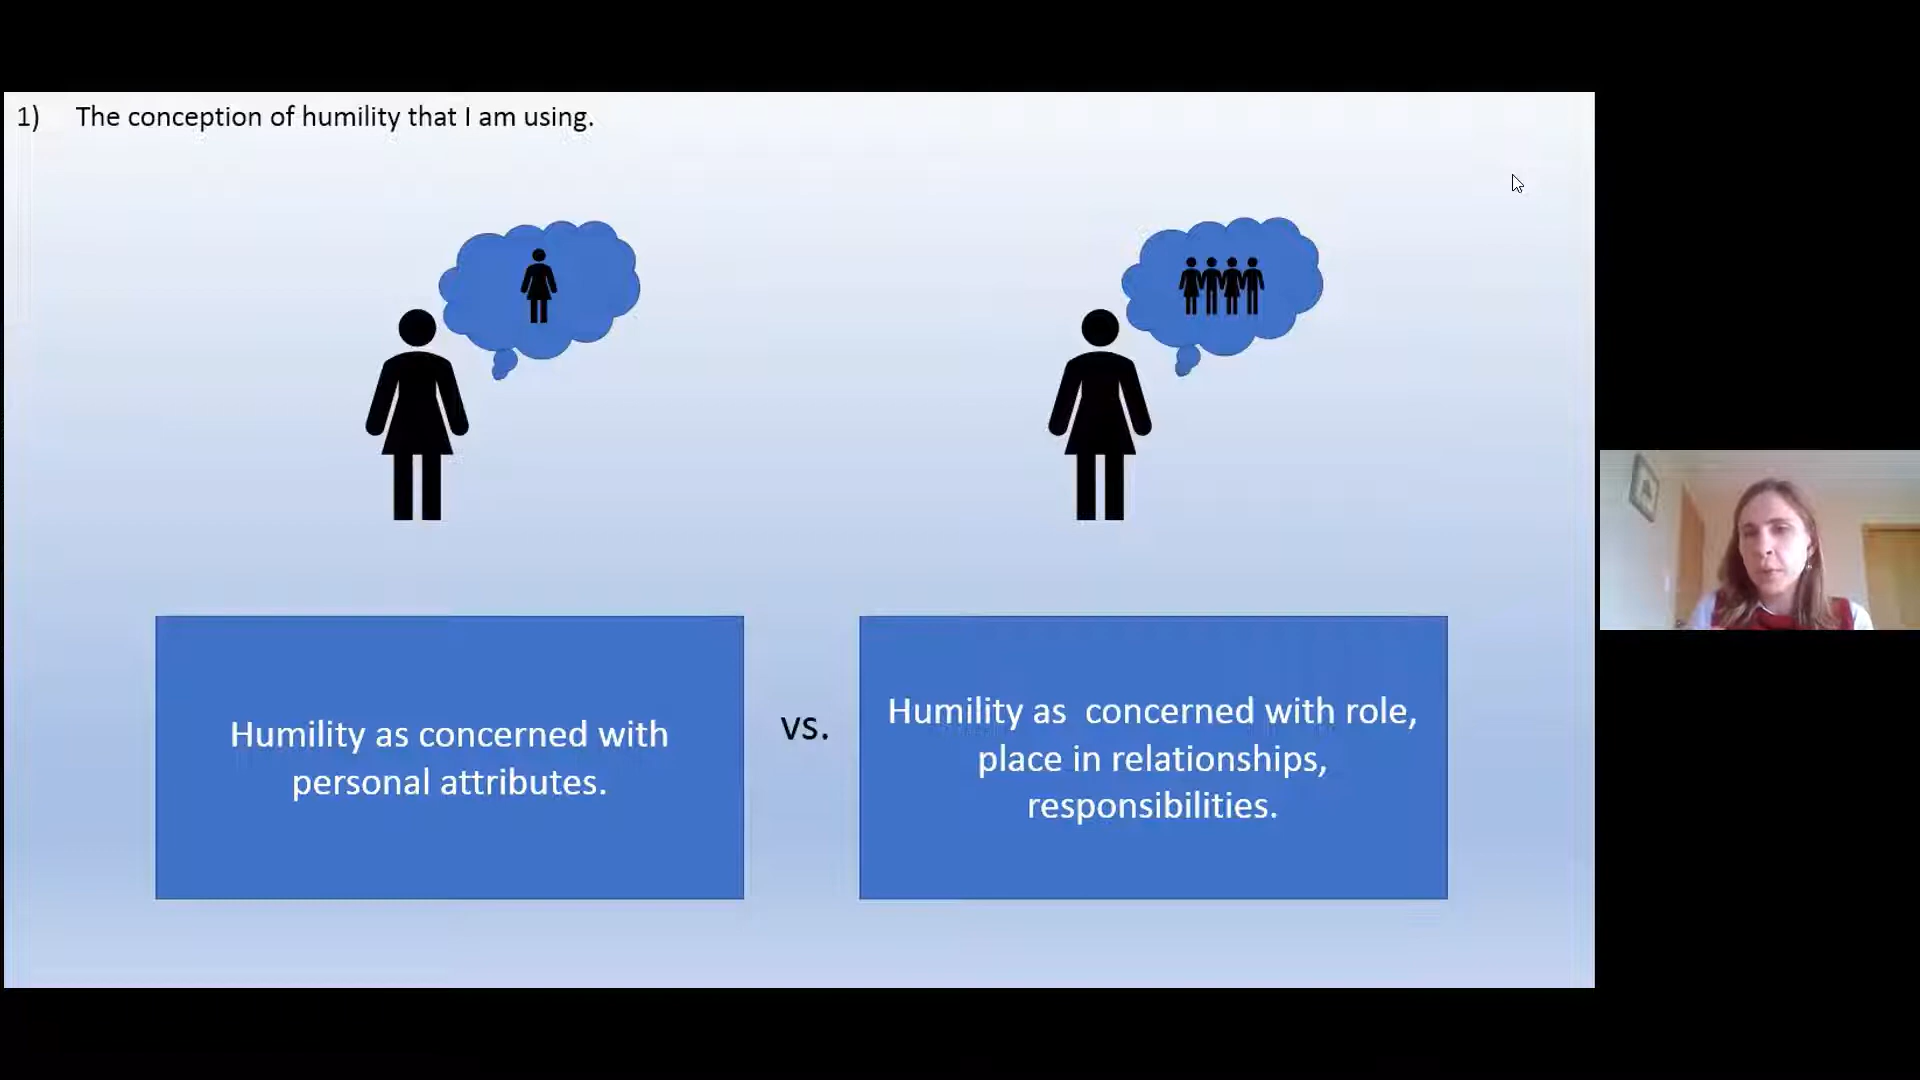 1) The conception of humility that I am using.
Humility as concerned with
personal attributes.
vs.
Humility as  concerned with role,
place in relationships,
responsibilities.